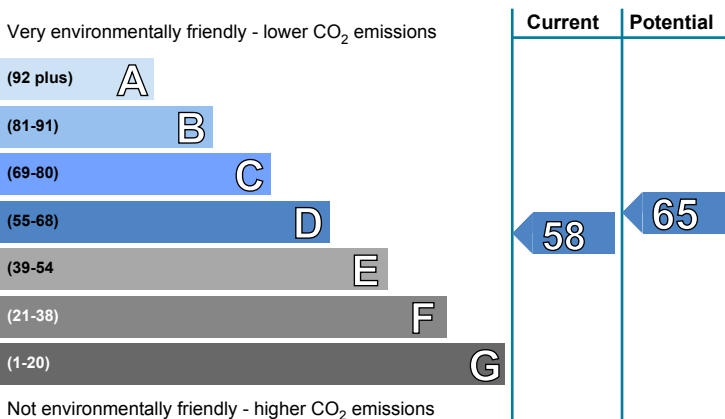 Current Potential
Very environmentally friendly - lower CO2 emissions
(92 plus) A
(81-91) B
(69-80) C
(55-68) D
58 65
(39-54 E
(21-38) F
(1-20) G
Not environmentally friendly - higher CO2 emissions